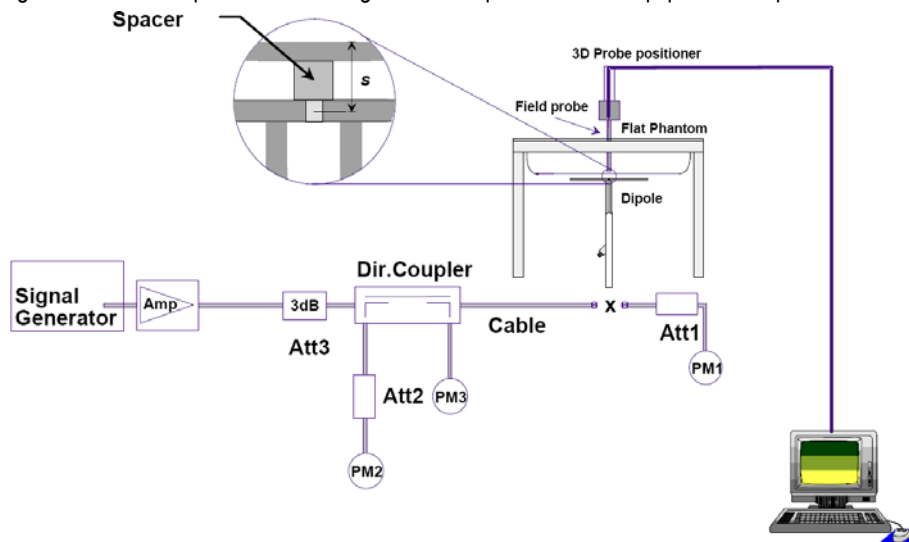 Spacer
s
3D Probe positioner
Field probe
Flat Phantom
Dipole
Signal
Generator
Amp
3dB
Att3
Dir.Coupler
Cable
X
Att1
PM1
Att2
PM3
PM2